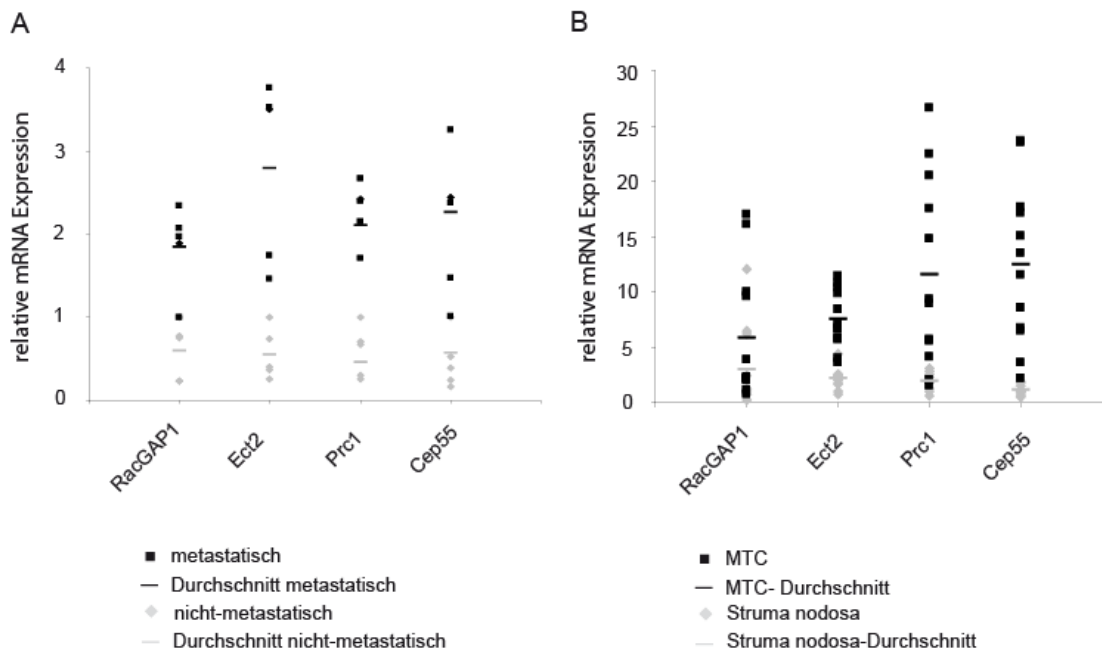 A
relative mRNA Expression
4
3
2
1
0
RacGAP1
Ect2
Prc1
Cep55
metastatisch
Durchschnitt metastatisch
nicht-metastatisch
Durchschnitt nicht-metastatisch
B
relative mRNA Expression
30
25
20
15
10
5
0
RacGAP1
Ect2
Prc1
Cep55
MTC
MTC- Durchschnitt
Struma nodosa
Struma nodosa-Durchschnitt